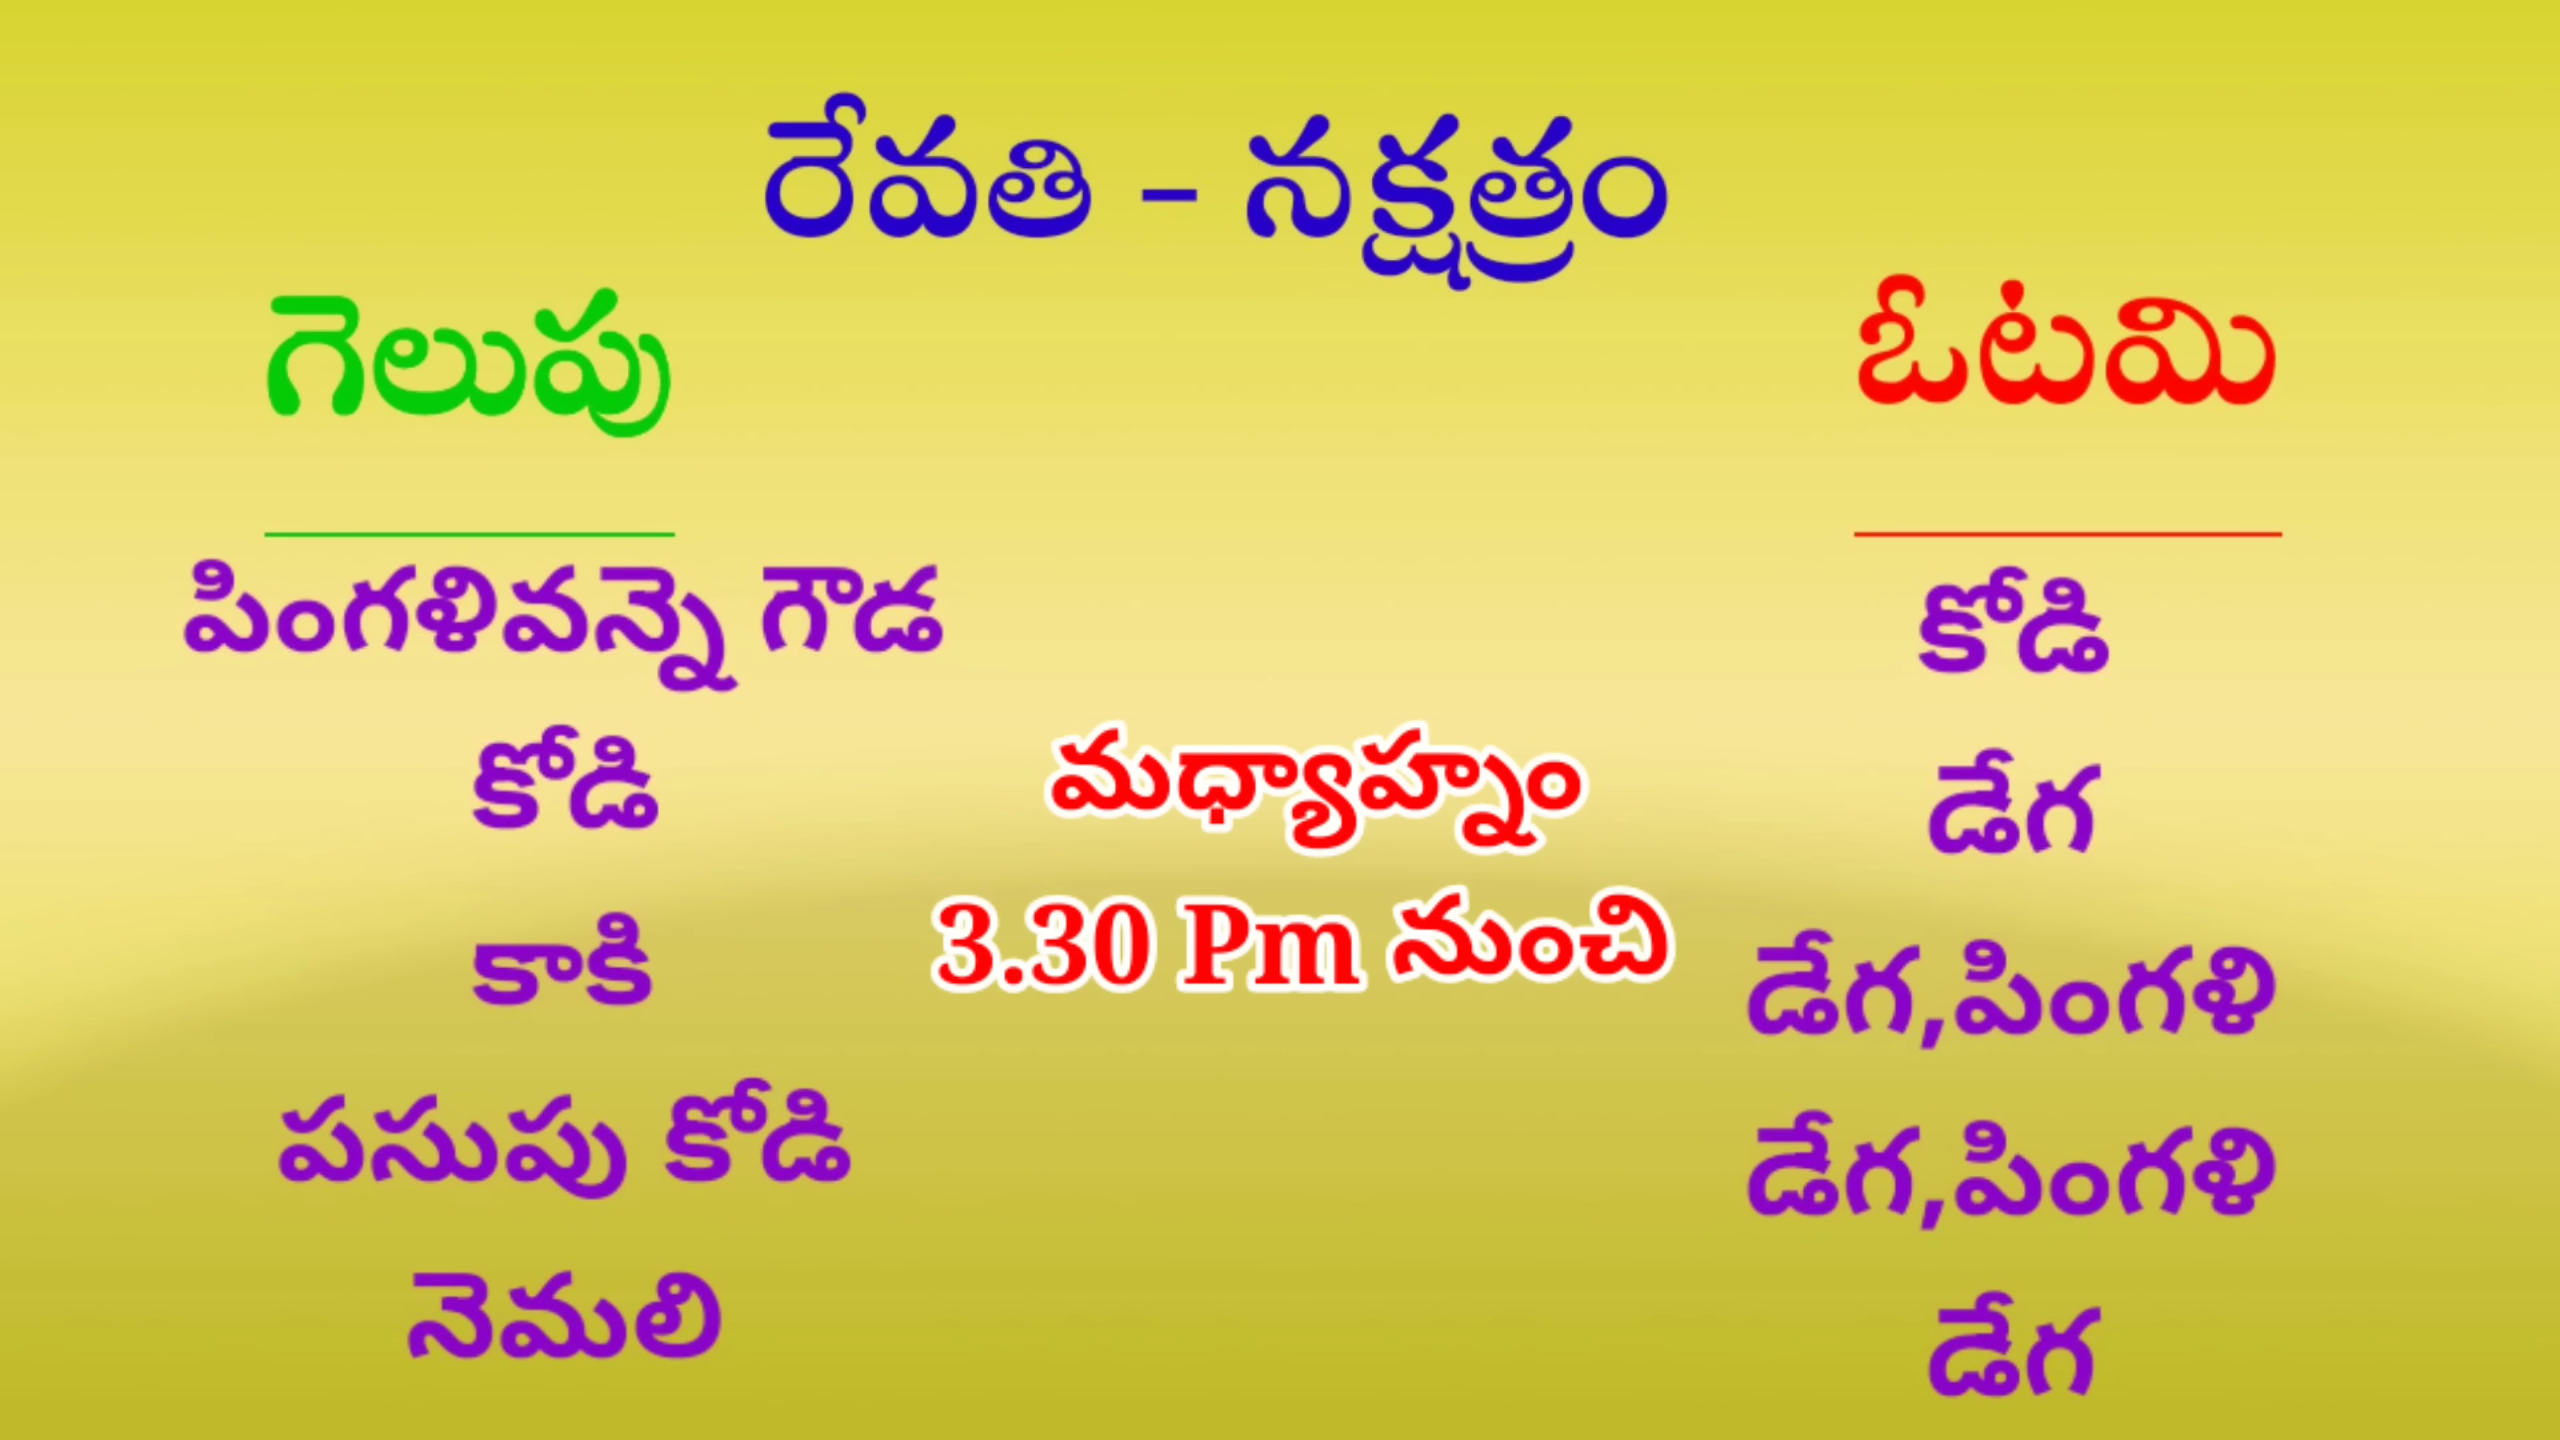 రేవతి - నక్షత్రం
గెలుపు
ఓటమి
పింగళివన్నె గౌడ
కోడి
కోడి
డేగ
కాకి
డేగ,పింగళి
పసుపు కోడి
డేగ,పింగళి
నెమలి
డేగ
మధ్యాహ్నం
3.30 Pm నుంచి